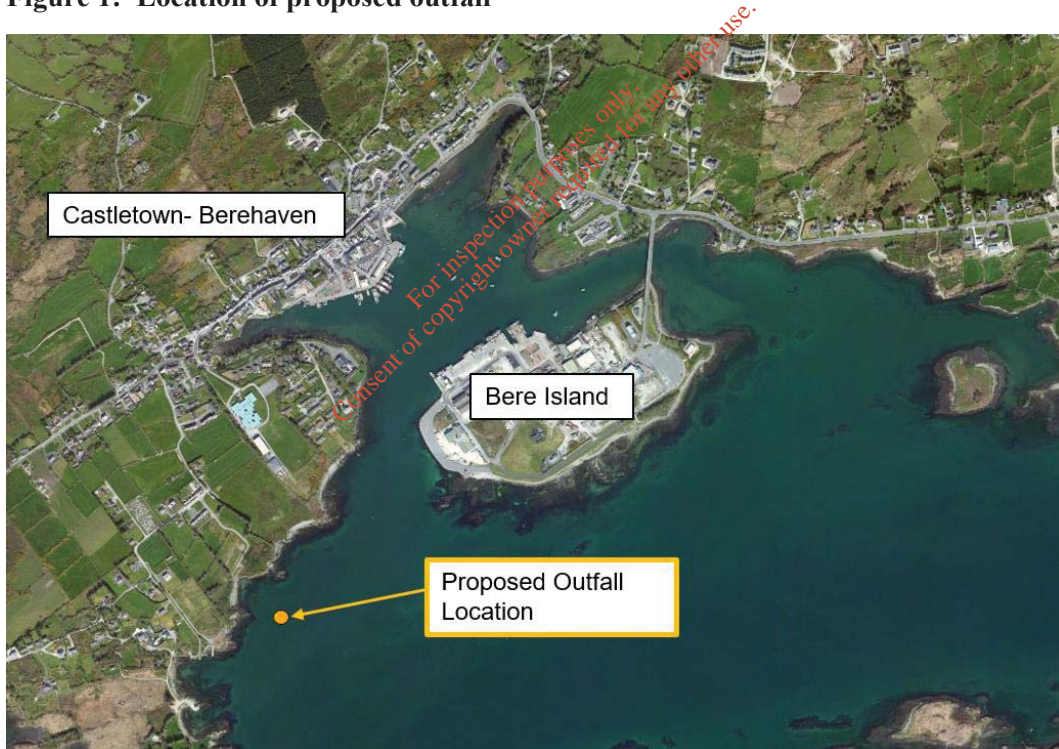 Figure 1: Location of proposed outfall
For inspection purposes only.
Consent of copyright owner required for any other use.
Castletown- Berehaven
Bere Island
Proposed Outfall
Location